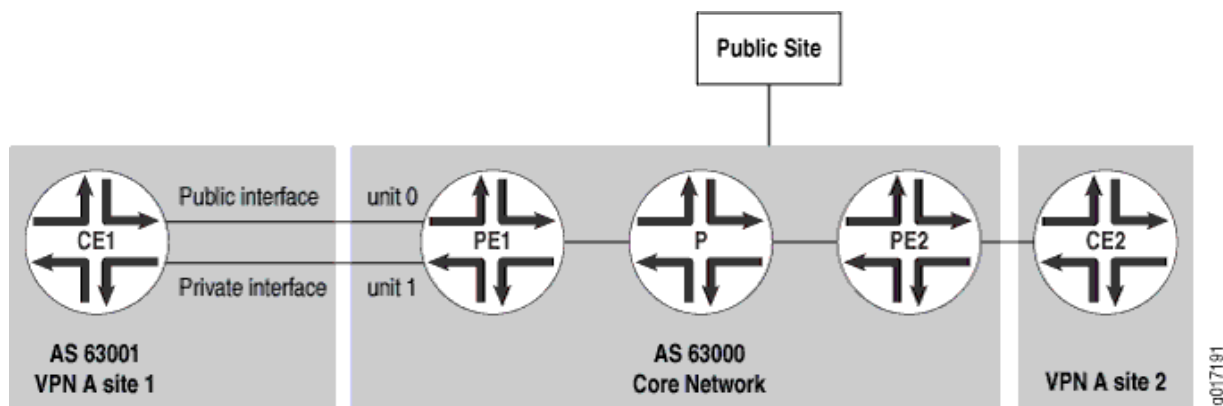 Public Site
Public interface
unit 0
CE1
PE1
P
PE2
CE2
Private interface
unit 1
AS 63001
VPN A site 1
AS 63000
Core Network
VPN A site 2
g017191